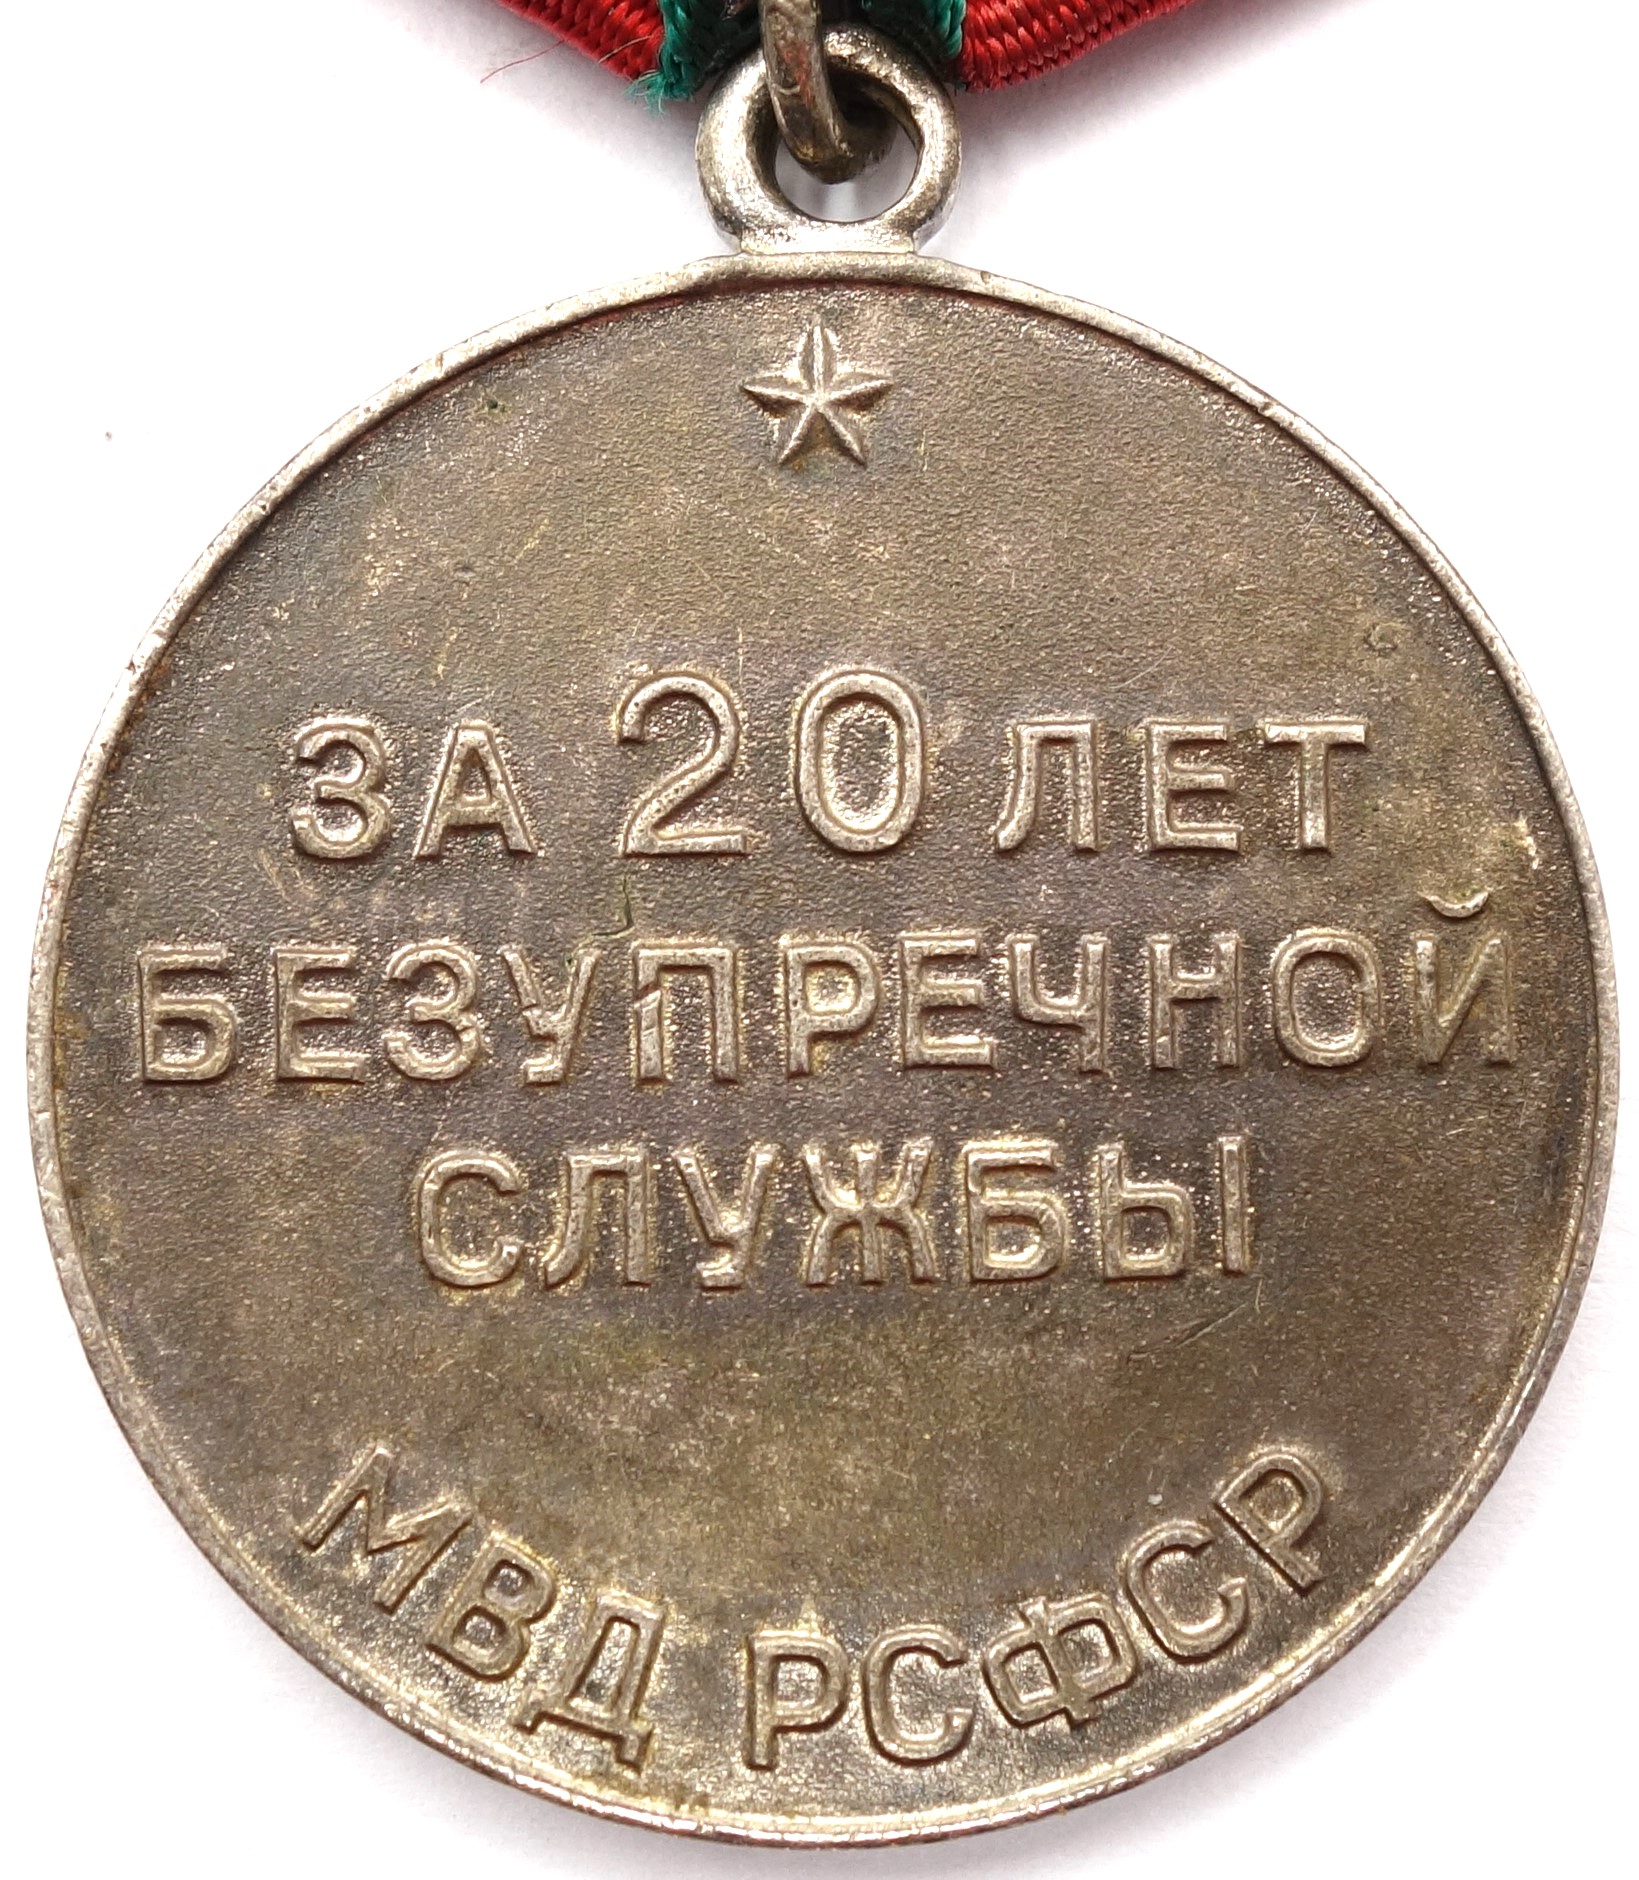 ЗА 20 ЛЕТ
БЕЗУПРЕЧНОЙ
СЛУЖБЫ
МВД РСФСР